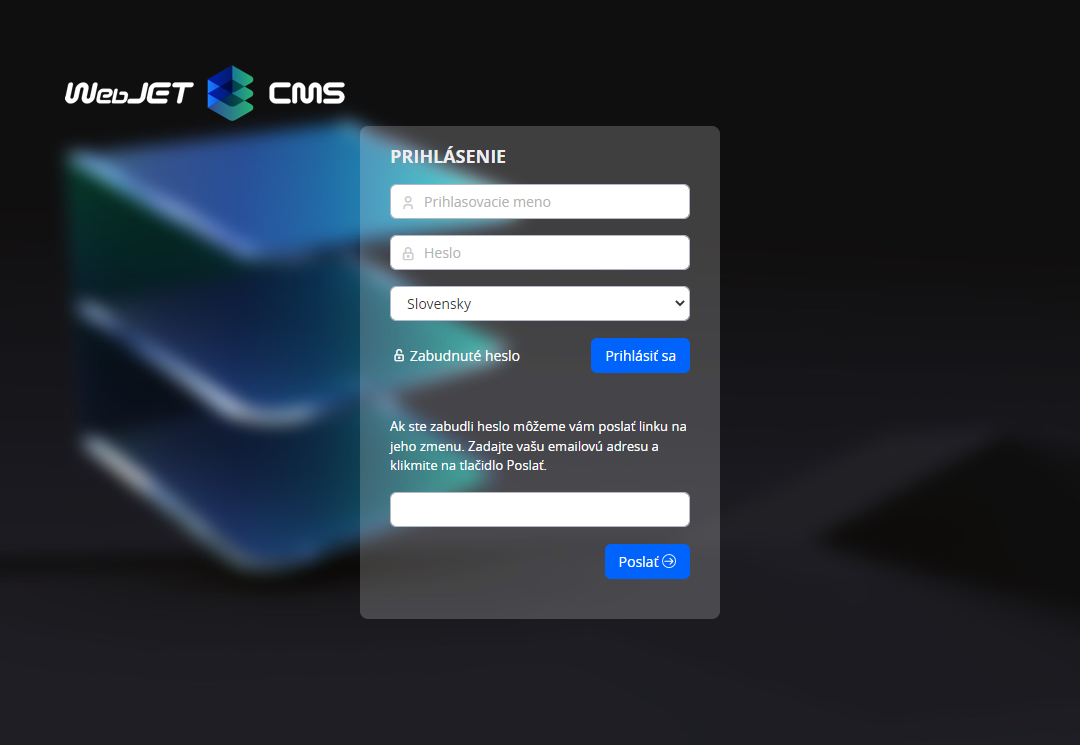 WebJET CMS
PRIHLÁSENIE
Prihlasovacie meno
Heslo
Slovensky
Zabudnuté heslo
Prihlásiť sa
Ak ste zabudli heslo môžeme vám poslať linku na
jeho zmenu. Zadajte vašu emailovú adresu a
klikmite na tlačidlo Poslať.
Poslať